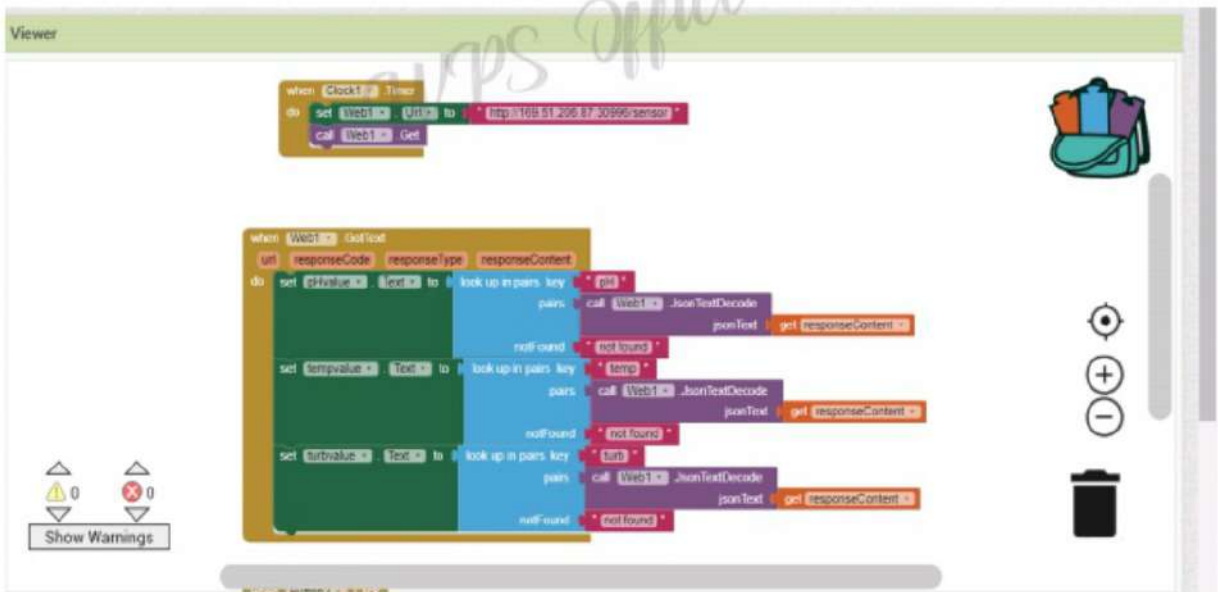 WPS Office
Viewer
when Clock1 .Timer
do set Web1 . Url to " http://169.51.206.87:30996/sensor "
call Web1 .Get
when Web1 .GotText
url responseCode responseType responseContent
do set pHvalue . Text to look up in pairs key " pH "
pairs call Web1 .JsonTextDecode
jsonText get responseContent
notFound " not found "
set tempvalue . Text to look up in pairs key " temp "
pairs call Web1 .JsonTextDecode
jsonText get responseContent
notFound " not found "
set turbvalue . Text to look up in pairs key " turb "
pairs call Web1 .JsonTextDecode
jsonText get responseContent
notFound " not found "
0 0
Show Warnings